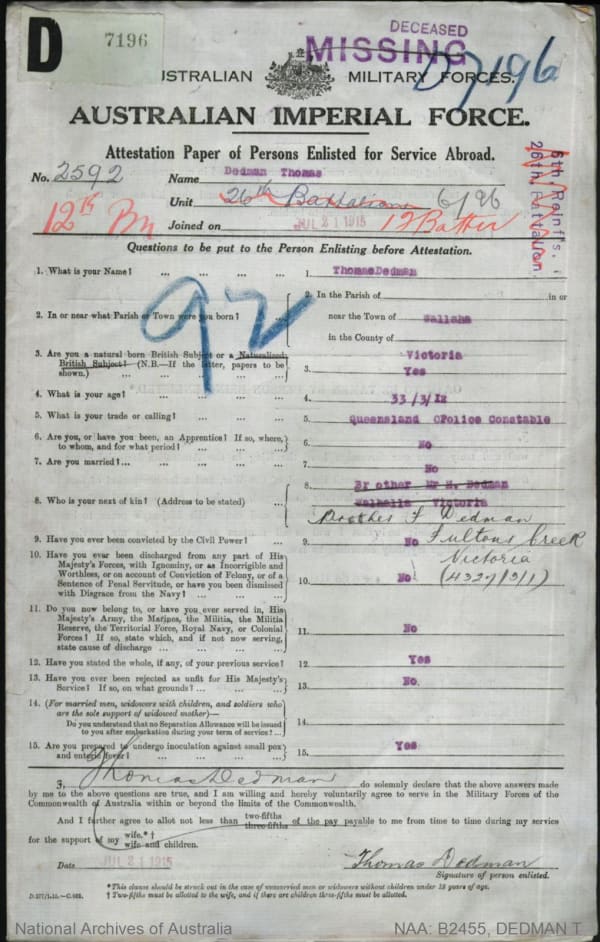 D
7196
DECEASED
MISSING
D7196
AUSTRALIAN MILITARY FORCES.
AUSTRALIAN IMPERIAL FORCE.
Attestation Paper of Persons Enlisted for Service Abroad.
No. 2592 Name Dedman Thomas
Unit 26th Battalion 6/26
12th Bn Joined on JUL 21 1915 12 Batt
6th Reinf's,
26th. Battalion.
Questions to be put to the Person Enlisting before Attestation.
1. What is your Name? ... ... ... 1. Thomas Dedman
92
2. In or near what Parish or Town were you born? ... 2. In the Parish of in or
near the Town of
in the County of Victoria
3. Are you a natural born British Subject or a Naturalised British Subject? (N.B.—If the latter, papers to be shown.) ... 3. Yes
4. What is your age? ... 4. 33/3/12
5. What is your trade or calling? ... 5. Queensland CPolice Constable
6. Are you, or have you been, an Apprentice? If so, where, to whom, and for what period? ... 6. No
7. Are you married?... ... 7. No
8. Who is your next of kin? (Address to be stated) ... 8. Brother Mr H. Dedman
Walhalla Victoria
Brother F Dedman
Fultons Creek
Victoria
9. Have you ever been convicted by the Civil Power? ... 9. No
10. Have you ever been discharged from any part of His Majesty's Forces, with Ignominy, or as Incorrigible and Worthless, or on account of Conviction of Felony, or of a Sentence of Penal Servitude, or have you been dismissed with Disgrace from the Navy? ... 10. No
11. Do you now belong to, or have you ever served in, His Majesty's Army, the Marines, the Militia, the Militia Reserve, the Territorial Force, Royal Navy, or Colonial Forces? If so, state which, and if not now serving, state cause of discharge ... 11. No
12. Have you stated the whole, if any, of your previous service? 12. Yes
13. Have you ever been rejected as unfit for His Majesty's Service? If so, on what grounds? ... 13. No.
14. (For married men, widowers with children, and soldiers who are the sole support of widowed mother)—
Do you understand that no Separation Allowance will be issued to you after embarkation during your term of service?... 14.
15. Are you prepared to undergo inoculation against small pox and enteric fever? ... 15. Yes
I, Thomas Dedman do solemnly declare that the above answers
made by me to the above questions are true, and I am willing and hereby voluntarily agree to serve in the Military Forces of the
Commonwealth of Australia within or beyond the limits of the Commonwealth.
And I further agree to allot not less than two-fifths three-fifths of the pay payable to me from time to time during my service
for the support of my wife.*† wife and children.
Date JUL 21 1915 Thomas Dedman
Signature of person enlisted.
* This clause should be struck out in the case of unmarried men or widowers without children under 18 years of age.
† Two-fifths must be allotted to the wife, and if there are children three-fifths must be allotted.
National Archives of Australia NAA: B2455, DEDMAN T